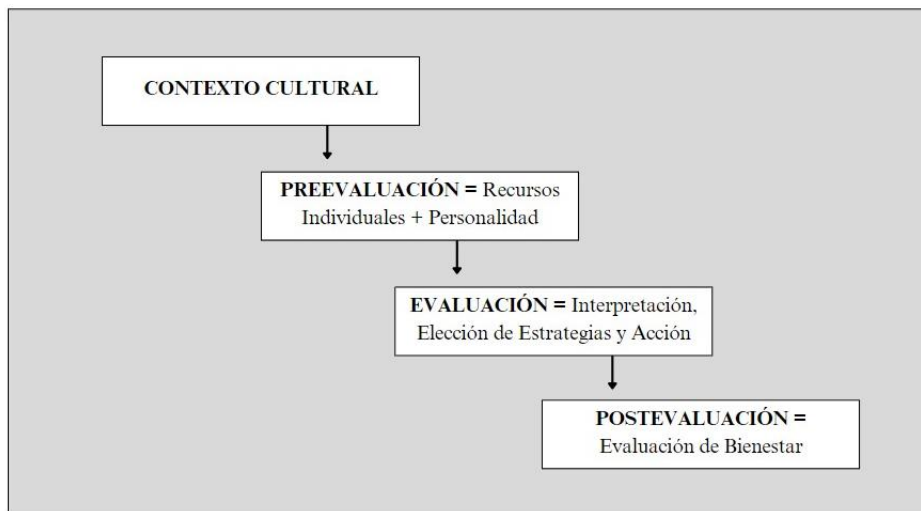 CONTEXTO CULTURAL
PREEVALUACIÓN = Recursos
Individuales + Personalidad
EVALUACIÓN = Interpretación,
Elección de Estrategias y Acción
POSTEVALUACIÓN =
Evaluación de Bienestar